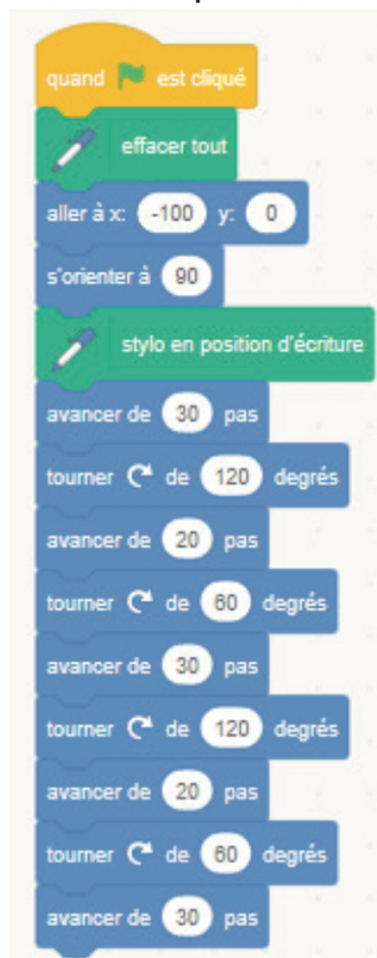 quand est cliqué
effacer tout
aller à x: -100 y: 0
s'orienter à 90
stylo en position d'écriture
avancer de 30 pas
tourner de 120 degrés
avancer de 20 pas
tourner de 60 degrés
avancer de 30 pas
tourner de 120 degrés
avancer de 20 pas
tourner de 60 degrés
avancer de 30 pas